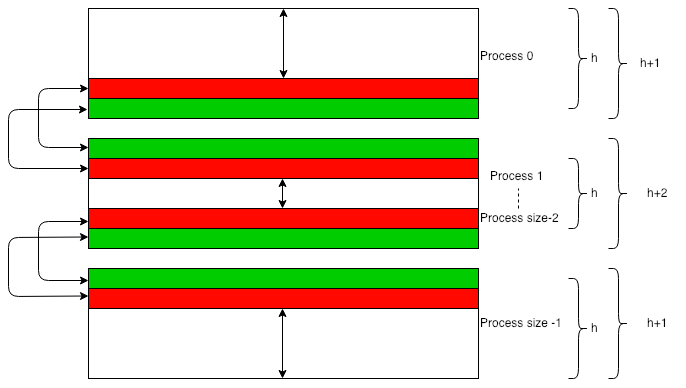 Process 0
h
h+1
Process 1
h
h+2
Process size-2
Process size -1
h
h+1